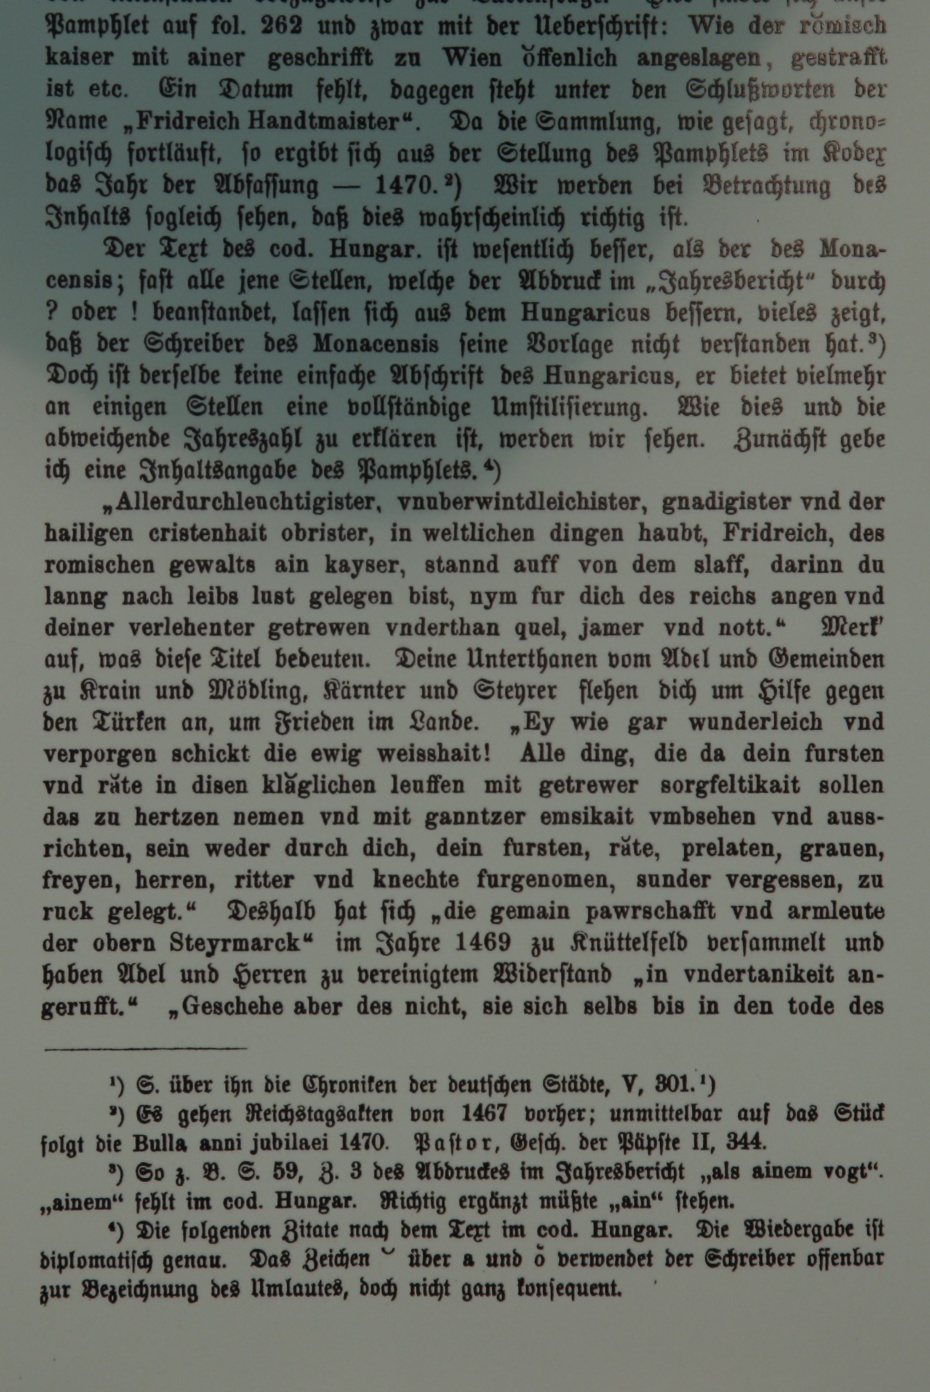 Pamphlet auf fol. 262 und zwar mit der Ueberschrift: Wie der römisch
kaiser mit ainer geschrifft zu Wien öffenlich angeslagen, gestrafft
ist etc. Ein Datum fehlt, dagegen steht unter den Schlußworten der
Name „Fridreich Handtmaister“. Da die Sammlung, wie gesagt, chrono=
logisch fortläuft, so ergibt sich aus der Stellung des Pamphlets im Kodex
das Jahr der Abfassung — 1470.²) Wir werden bei Betrachtung des
Inhalts sogleich sehen, daß dies wahrscheinlich richtig ist.
Der Text des cod. Hungar. ist wesentlich besser, als der des Mona-
censis; fast alle jene Stellen, welche der Abdruck im „Jahresbericht“ durch
? oder ! beanstandet, lassen sich aus dem Hungaricus bessern, vieles zeigt,
daß der Schreiber des Monacensis seine Vorlage nicht verstanden hat.³)
Doch ist derselbe keine einfache Abschrift des Hungaricus, er bietet vielmehr
an einigen Stellen eine vollständige Umstilisierung. Wie dies und die
abweichende Jahreszahl zu erklären ist, werden wir sehen. Zunächst gebe
ich eine Inhaltsangabe des Pamphlets.⁴)
„Allerdurchleuchtigister, vnuberwintdleichister, gnadigister vnd der
hailigen cristenhait obrister, in weltlichen dingen haubt, Fridreich, des
romischen gewalts ain kayser, stannd auff von dem slaff, darinn du
lanng nach leibs lust gelegen bist, nym fur dich des reichs angen vnd
deiner verlehenter getrewen vnderthan quel, jamer vnd nott.“ Merk’
auf, was diese Titel bedeuten. Deine Unterthanen vom Adel und Gemeinden
zu Krain und Mödling, Kärnter und Steyrer flehen dich um Hilfe gegen
den Türken an, um Frieden im Lande. „Ey wie gar wunderleich vnd
verporgen schickt die ewig weisshait! Alle ding, die da dein fursten
vnd răte in disen klăglichen leuffen mit getrewer sorgfeltikait sollen
das zu hertzen nemen vnd mit ganntzer emsikait vmbsehen vnd auss-
richten, sein weder durch dich, dein fursten, răte, prelaten, grauen,
freyen, herren, ritter vnd knechte furgenomen, sunder vergessen, zu
ruck gelegt.“ Deshalb hat sich „die gemain pawrschafft vnd armleute
der obern Steyrmarck“ im Jahre 1469 zu Knüttelfeld versammelt und
haben Adel und Herren zu vereinigtem Widerstand „in vndertanikeit an-
gerufft.“ „Geschehe aber des nicht, sie sich selbs bis in den tode des
¹) S. über ihn die Chroniken der deutschen Städte, V, 301.¹)
²) Es gehen Reichstagsakten von 1467 vorher; unmittelbar auf das Stück
folgt die Bulla anni jubilaei 1470. Pastor, Gesch. der Päpste II, 344.
³) So z. B. S. 59, Z. 3 des Abdruckes im Jahresbericht „als ainem vogt“.
„ainem“ fehlt im cod. Hungar. Richtig ergänzt müßte „ain“ stehen.
⁴) Die folgenden Zitate nach dem Text im cod. Hungar. Die Wiedergabe ist
diplomatisch genau. Das Zeichen ˘ über a und ŏ verwendet der Schreiber offenbar
zur Bezeichnung des Umlautes, doch nicht ganz konsequent.